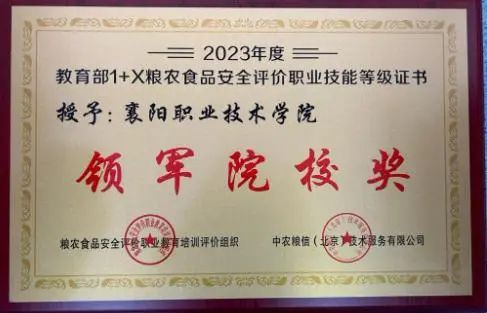 2023年度
教育部1+X粮农食品安全评价职业技能等级证书
授予：襄阳职业技术学院
领军院校奖
粮农食品安全评价职业教育培训评价组织
中农粮信（北京）技术服务有限公司